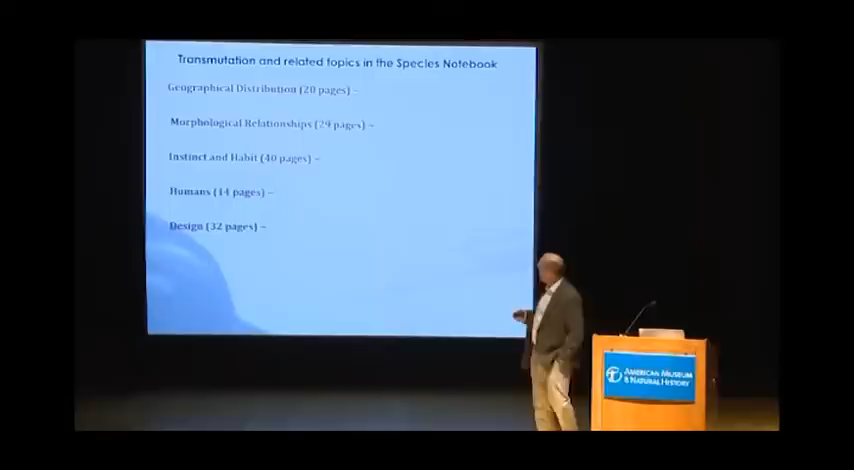 Transmutation and related topics in the Species Notebook
Geographical Distribution (20 pages) –
Morphological Relationships (29 pages) –
Instinct and Habit (40 pages) –
Humans (14 pages) –
Design (32 pages) –
AMERICAN MUSEUM
& NATURAL HISTORY